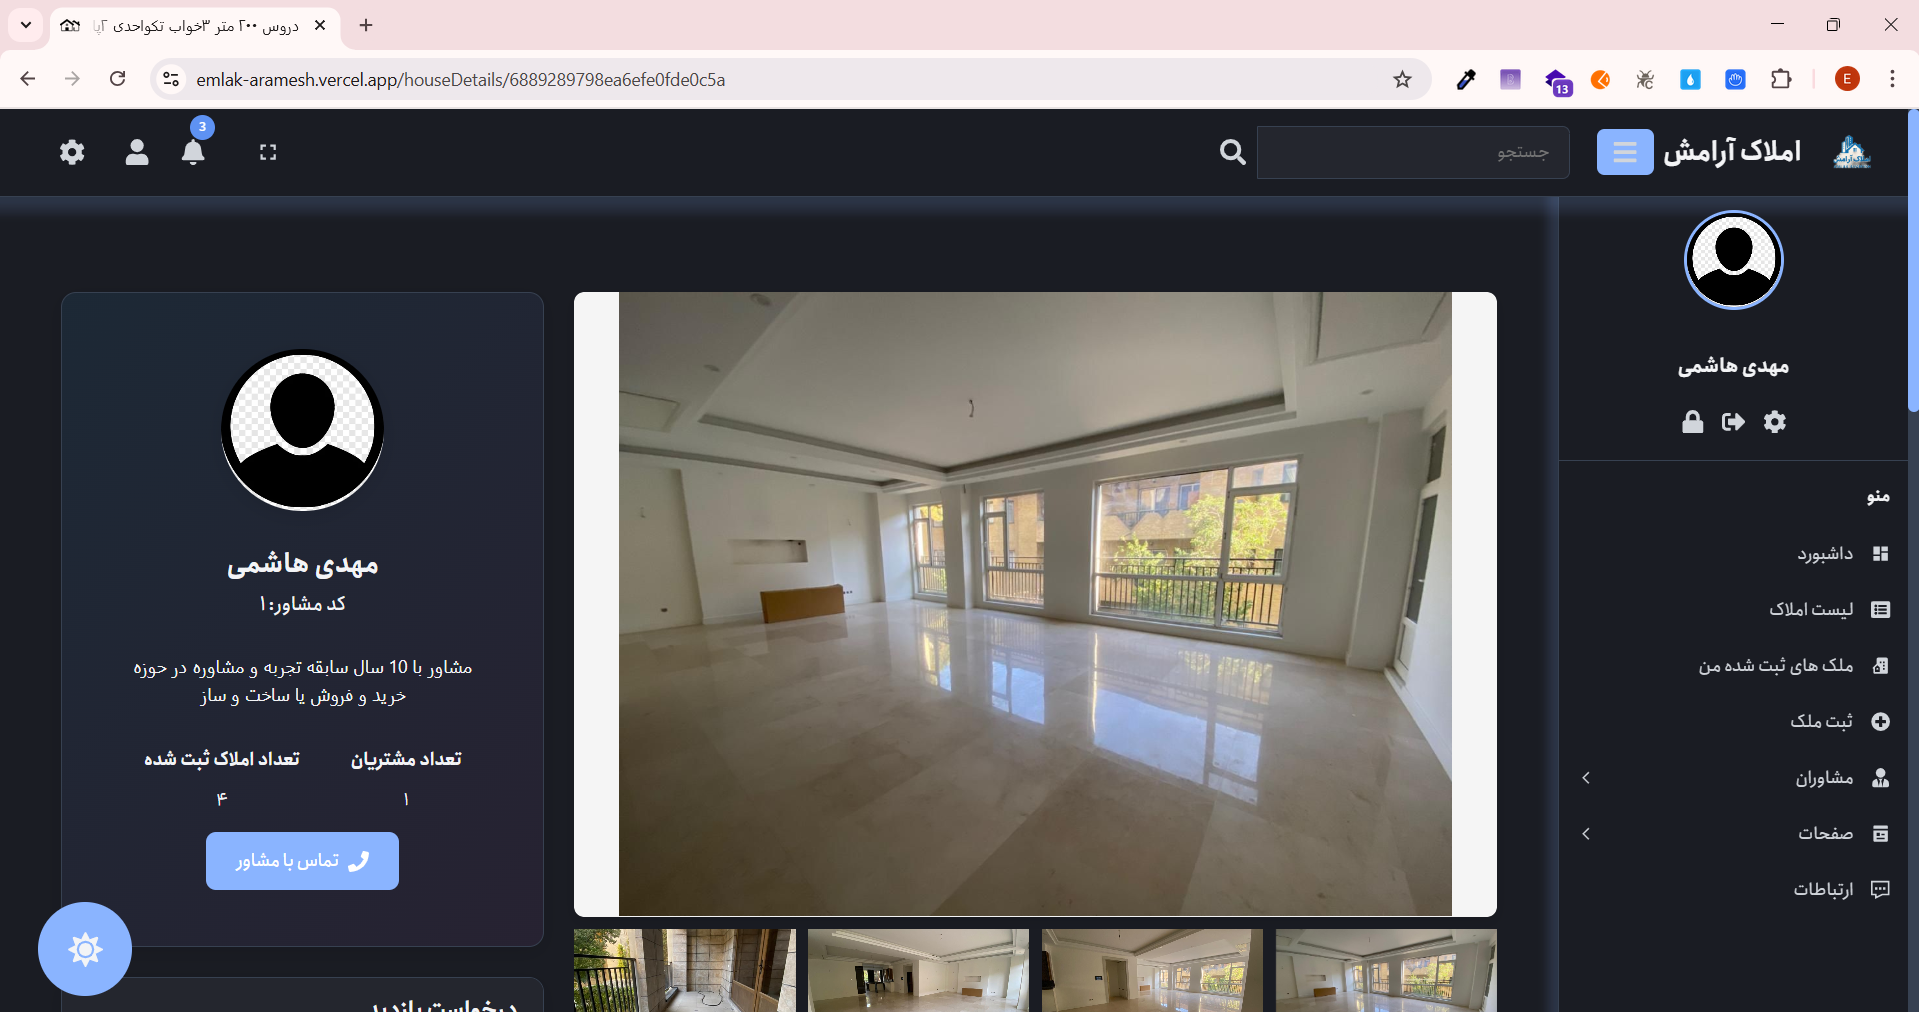 دروس ۲۰۰ متر ۳خواب تکواحدی ۲پا
emlak-aramesh.vercel.app/houseDetails/6889289798ea6efe0fde0c5a
13
E
املاک آرامش
جستجو
3
مهدی هاشمی
منو
داشبورد
لیست املاک
ملک های ثبت شده من
ثبت ملک
مشاوران
صفحات
ارتباطات
مهدی هاشمی
کد مشاور:۱
مشاور با 10 سال سابقه تجربه و مشاوره در حوزه
خرید و فروش یا ساخت و ساز
تعداد مشتریان
۱
تعداد املاک ثبت شده
۴
تماس با مشاور
درخواست بازدید